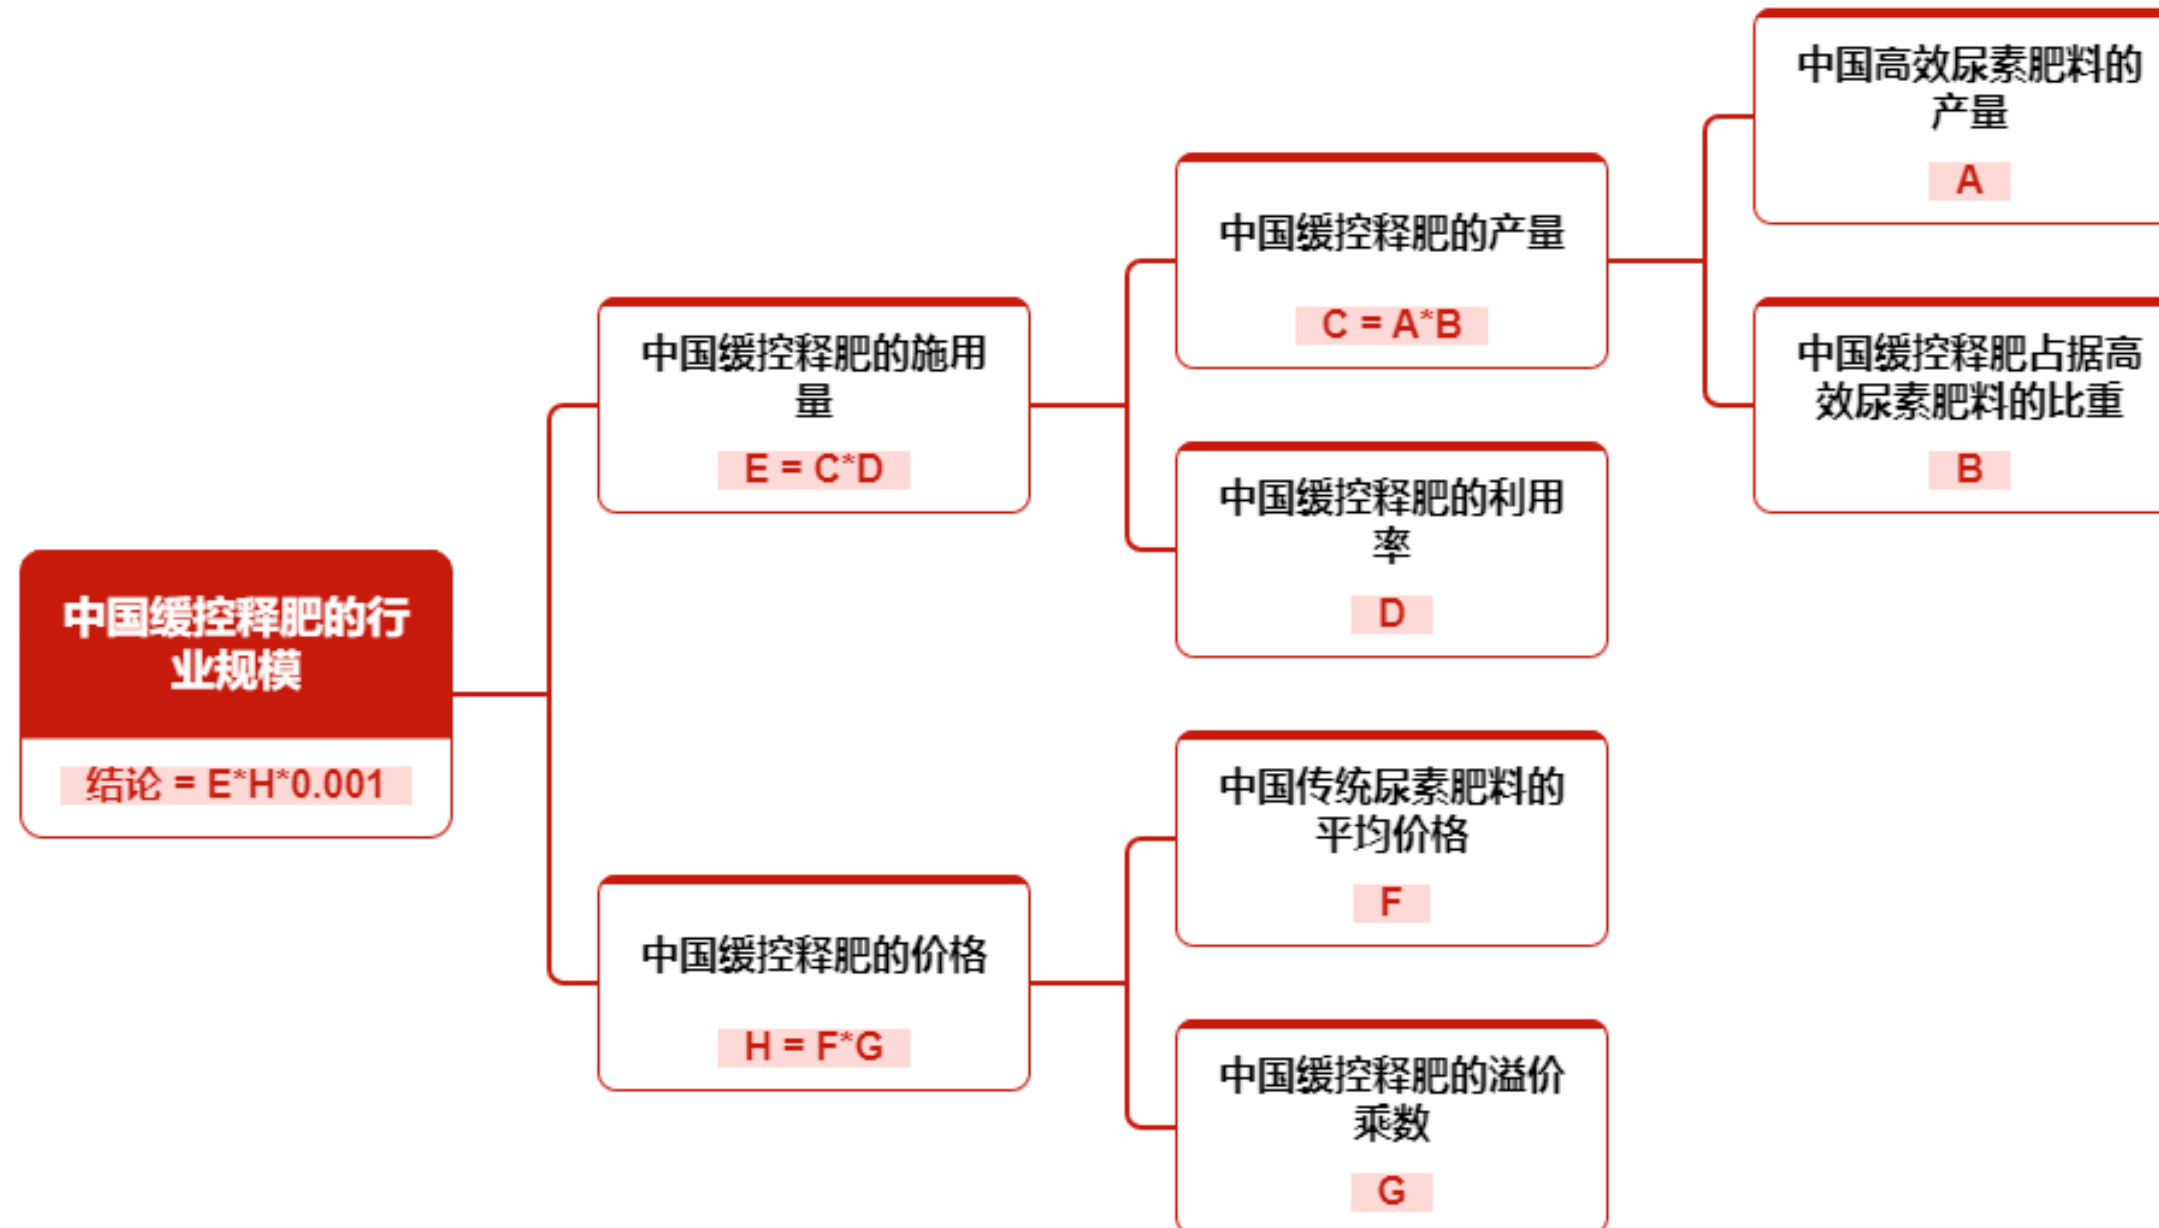 中国缓控释肥的行
业规模
结论 = E*H*0.001
中国缓控释肥的施用
量
E = C*D
中国缓控释肥的价格
H = F*G
中国缓控释肥的产量
C = A*B
中国缓控释肥的利用
率
D
中国传统尿素肥料的
平均价格
F
中国缓控释肥的溢价
乘数
G
中国高效尿素肥料的
产量
A
中国缓控释肥占据高
效尿素肥料的比重
B